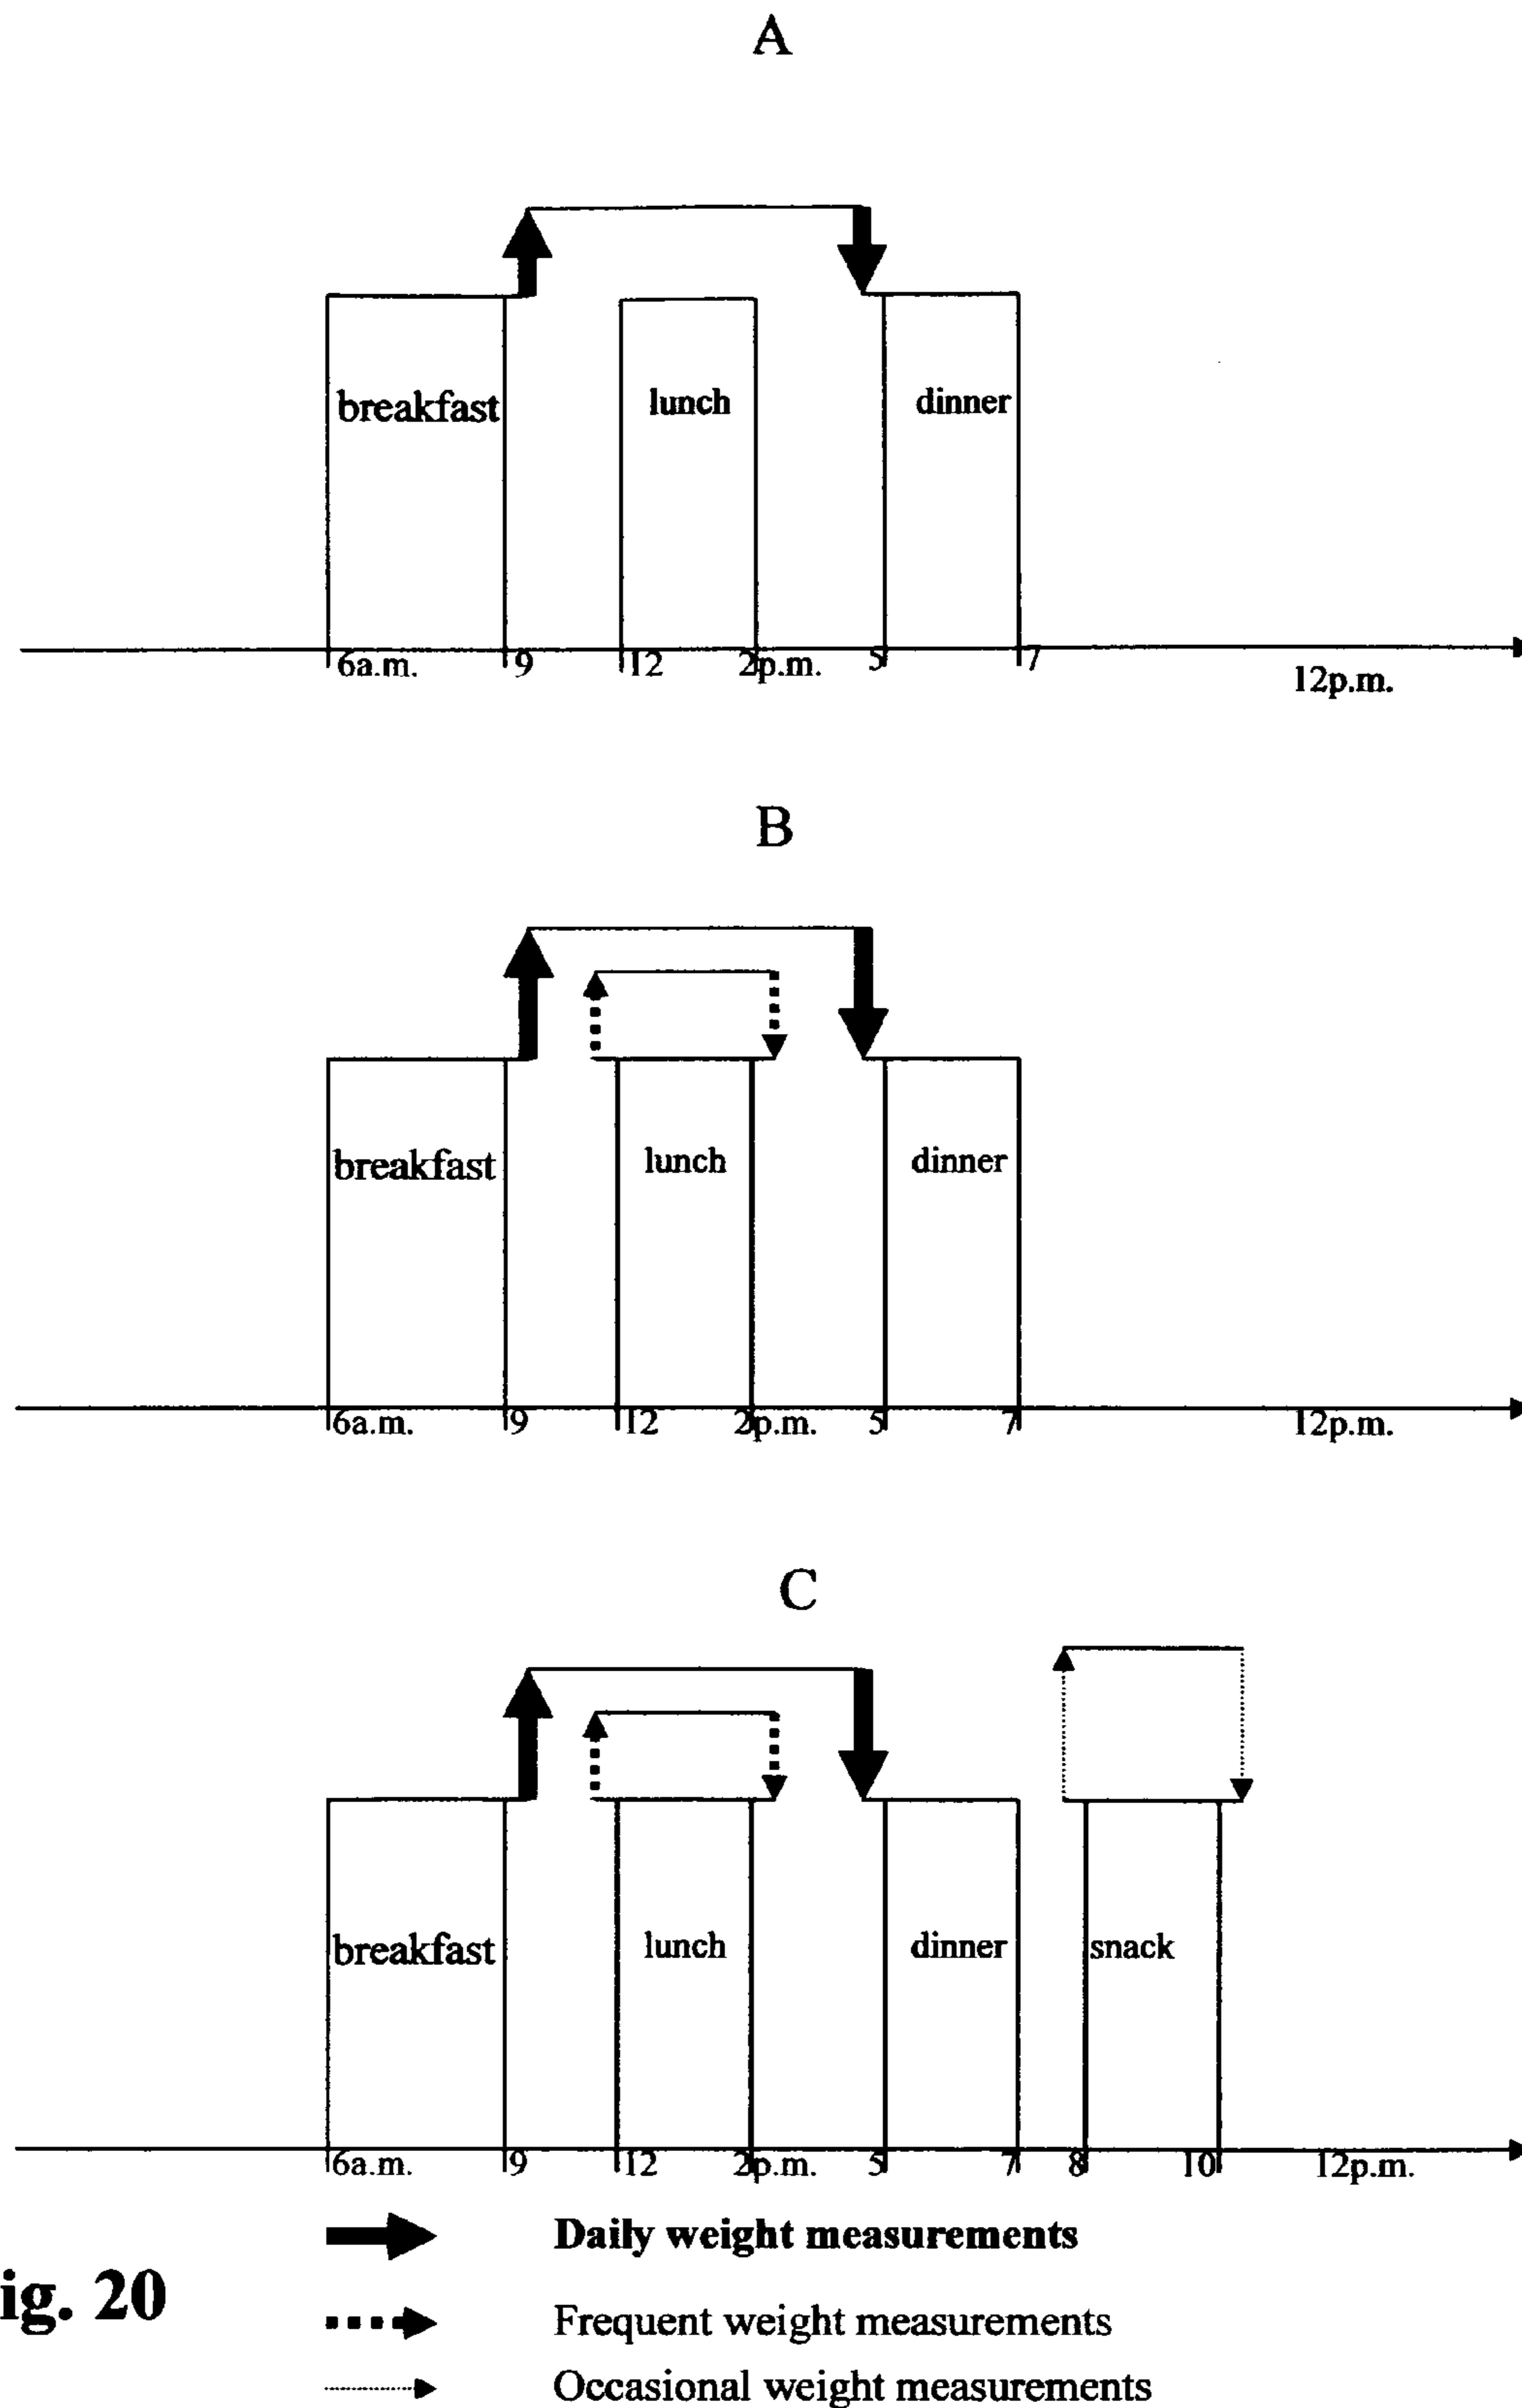 A
breakfast lunch dinner
6a.m. 9 12 2p.m. 5 7 12p.m.
B
breakfast lunch dinner
6a.m. 9 12 2p.m. 5 7 12p.m.
C
breakfast lunch dinner snack
6a.m. 9 12 2p.m. 5 7 8 10 12p.m.
Daily weight measurements
ig. 20
Frequent weight measurements
Occasional weight measurements